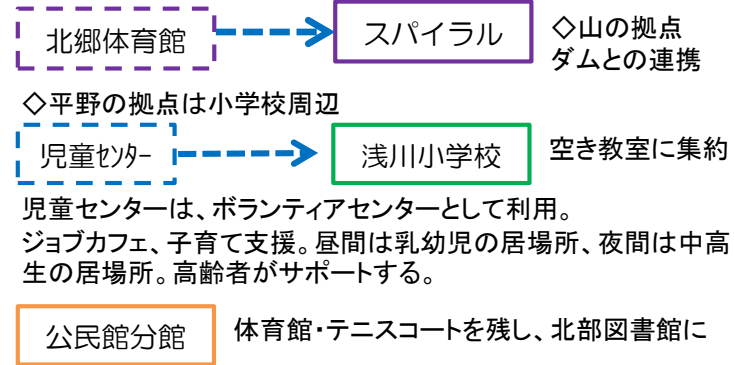 北郷体育館 スパイラル ◇山の拠点
ダムとの連携
◇平野の拠点は小学校周辺
児童ｾﾝﾀｰ 浅川小学校 空き教室に集約
児童センターは、ボランティアセンターとして利用。
ジョブカフェ、子育て支援。昼間は乳幼児の居場所、夜間は中高
生の居場所。高齢者がサポートする。
公民館分館 体育館・テニスコートを残し、北部図書館に